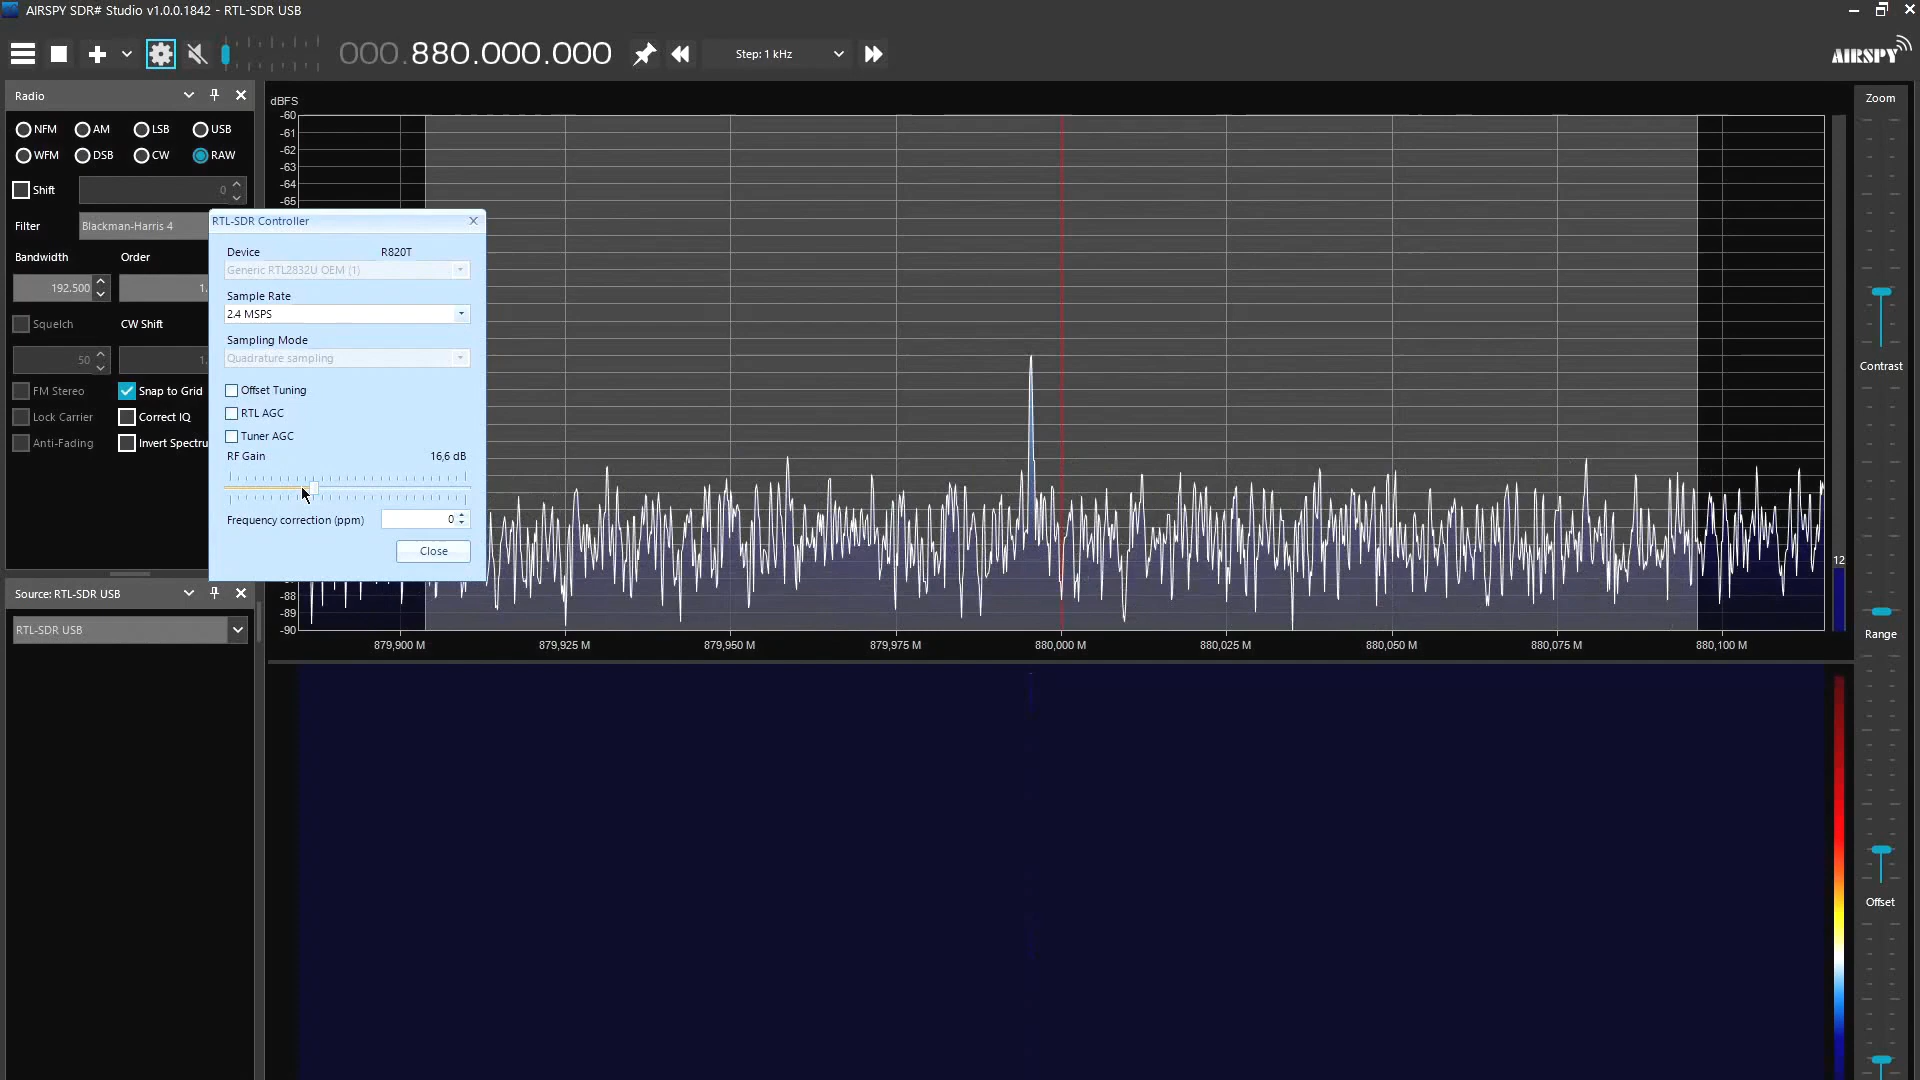 AIRSPY SDR# Studio v1.0.0.1842 - RTL-SDR USB
000.880.000.000
Step: 1 kHz
AIRSPY
Radio
NFM AM LSB USB
WFM DSB CW RAW
Shift 0
Filter Blackman-Harris 4
Bandwidth Order
192.500 1.
Squelch CW Shift
50 1.
FM Stereo Snap to Grid
Lock Carrier Correct IQ
Anti-Fading Invert Spectru
Source: RTL-SDR USB
RTL-SDR USB
RTL-SDR Controller
Device R820T
Generic RTL2832U OEM (1)
Sample Rate
2.4 MSPS
Sampling Mode
Quadrature sampling
Offset Tuning
RTL AGC
Tuner AGC
RF Gain 16,6 dB
Frequency correction (ppm) 0
Close
dBFS
-60
-61
-62
-63
-64
-65
-88
-89
-90
879,900 M 879,925 M 879,950 M 879,975 M 880,000 M 880,025 M 880,050 M 880,075 M 880,100 M
12
Zoom
Contrast
Range
Offset